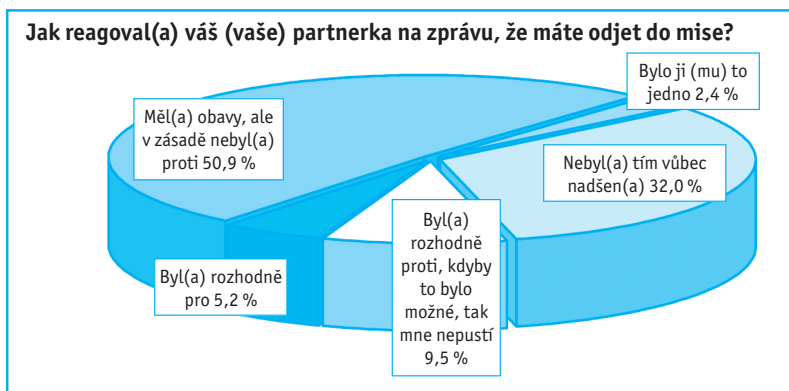 Jak reagoval(a) váš (vaše) partnerka na zprávu, že máte odjet do mise?
Bylo ji (mu) to
jedno 2,4 %
Měl(a) obavy, ale
v zásadě nebyl(a)
proti 50,9 %
Nebyl(a) tím vůbec
nadšen(a) 32,0 %
Byl(a) rozhodně
pro 5,2 %
Byl(a)
rozhodně
proti, kdyby
to bylo
možné, tak
mne nepustí
9,5 %